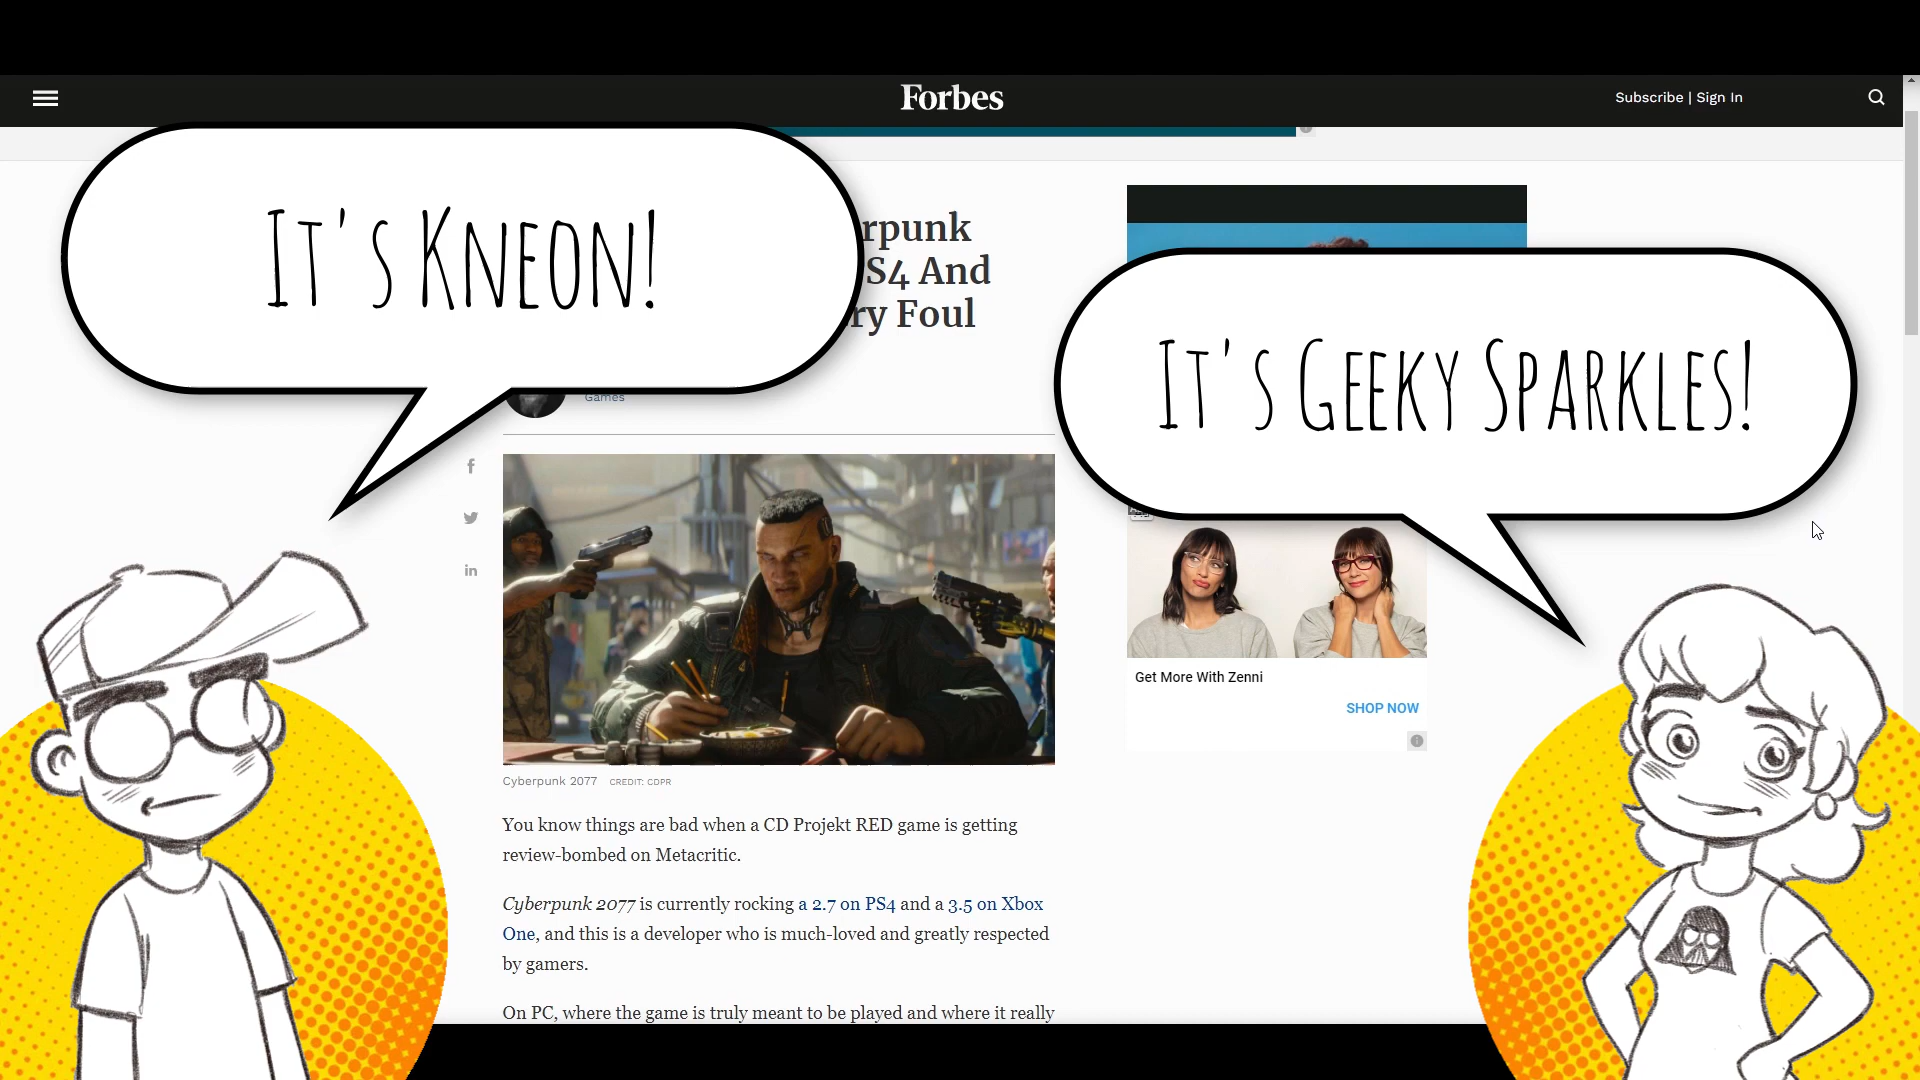 Forbes
Subscribe | Sign In
It's Kneon!
rpunk
S4 And
ry Foul
It's Geeky Sparkles!
Games
Get More With Zenni
SHOP NOW
Cyberpunk 2077 CREDIT: CDPR
You know things are bad when a CD Projekt RED game is getting
review-bombed on Metacritic.
Cyberpunk 2077 is currently rocking a 2.7 on PS4 and a 3.5 on Xbox
One, and this is a developer who is much-loved and greatly respected
by gamers.
On PC, where the game is truly meant to be played and where it really